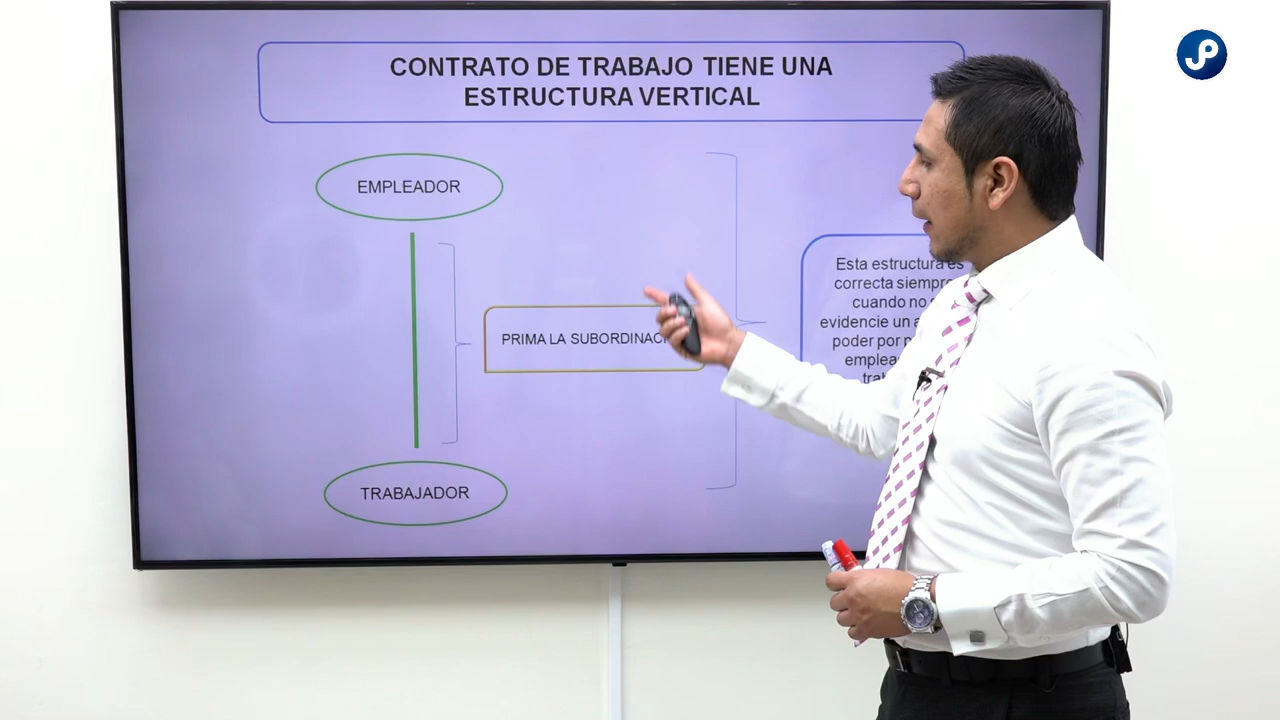 CONTRATO DE TRABAJO TIENE UNA
ESTRUCTURA VERTICAL
EMPLEADOR
PRIMA LA
TRABAJADOR
Esta estructura es
correcta siempre
cuando no
evidencie un
poder por
JP